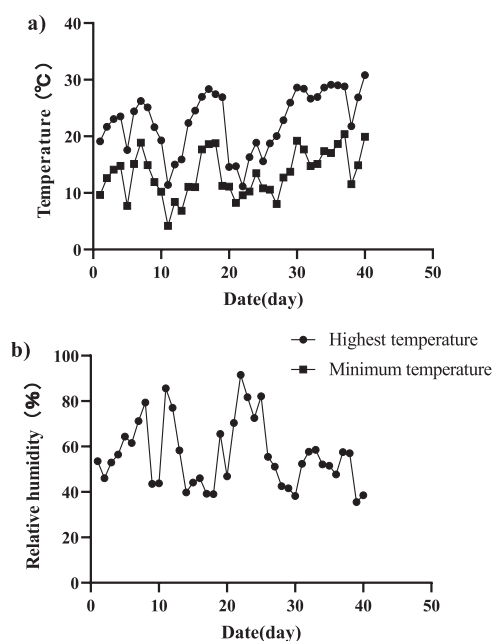 a)
40
30
20
10
0
Temperature (℃)
0 10 20 30 40 50
Date(day)
Highest temperature
Minimum temperature
b)
100
80
60
40
20
0
Relative humidity (%)
0 10 20 30 40 50
Date(day)